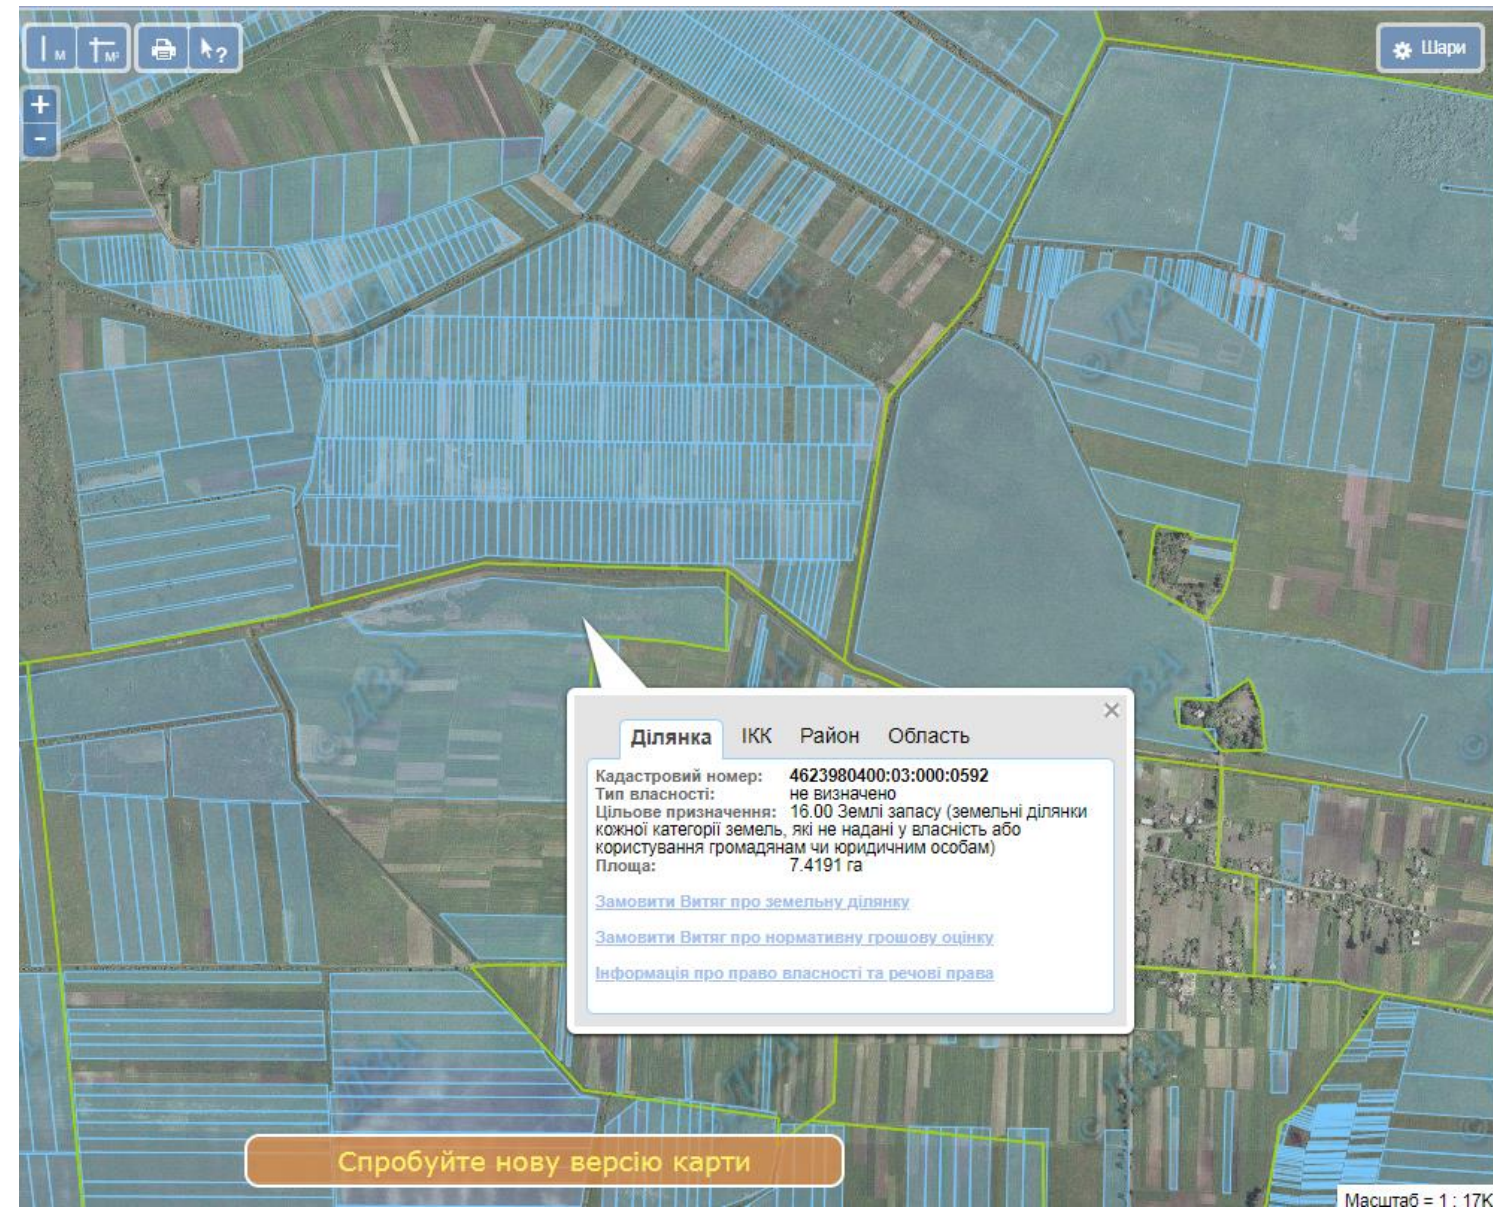 М
М²
?
Шари
+
-
© ДЗА
Ділянка ІКК Район Область
Кадастровий номер: 4623980400:03:000:0592
Тип власності: не визначено
Цільове призначення: 16.00 Землі запасу (земельні ділянки
кожної категорії земель, які не надані у власність або
користування громадянам чи юридичним особам)
Площа: 7.4191 га
Замовити Витяг про земельну ділянку
Замовити Витяг про нормативну грошову оцінку
Інформація про право власності та речові права
Спробуйте нову версію карти
Масштаб = 1 : 17K